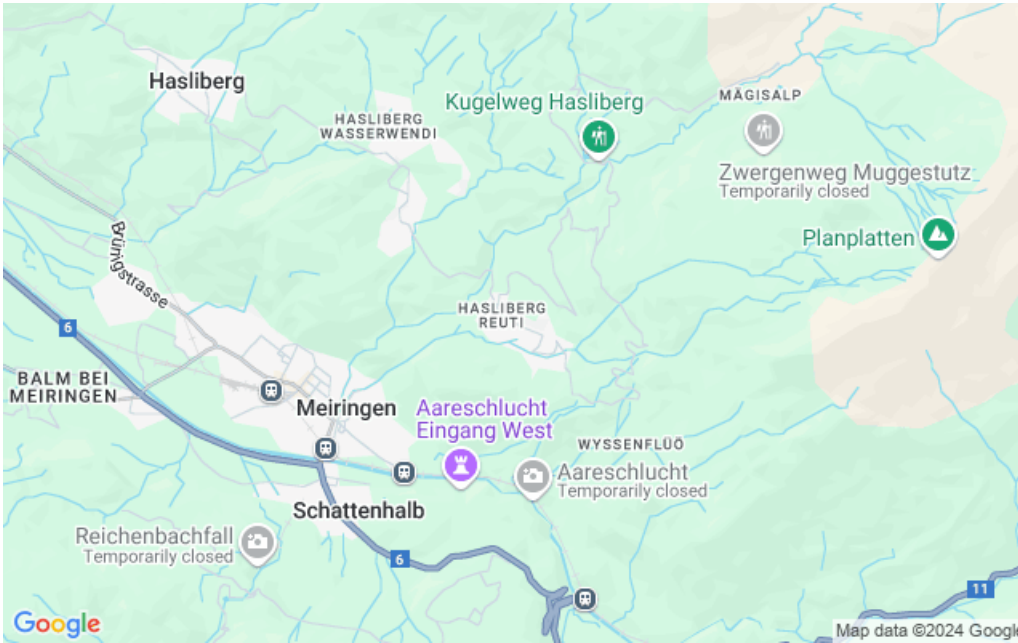 Hasliberg
Kugelweg Hasliberg
MÄGISALP
HASLIBERG
WASSERWENDI
Zwergenweg Muggestutz
Temporarily closed
Brünigstrasse
Planplatten
HASLIBERG
REUTI
6
BALM BEI
MEIRINGEN
Meiringen
Aareschlucht
Eingang West
WYSSENFLÜÖ
Aareschlucht
Temporarily closed
Schattenhalb
Reichenbachfall
Temporarily closed
6
11
Google
Map data ©2024 Google